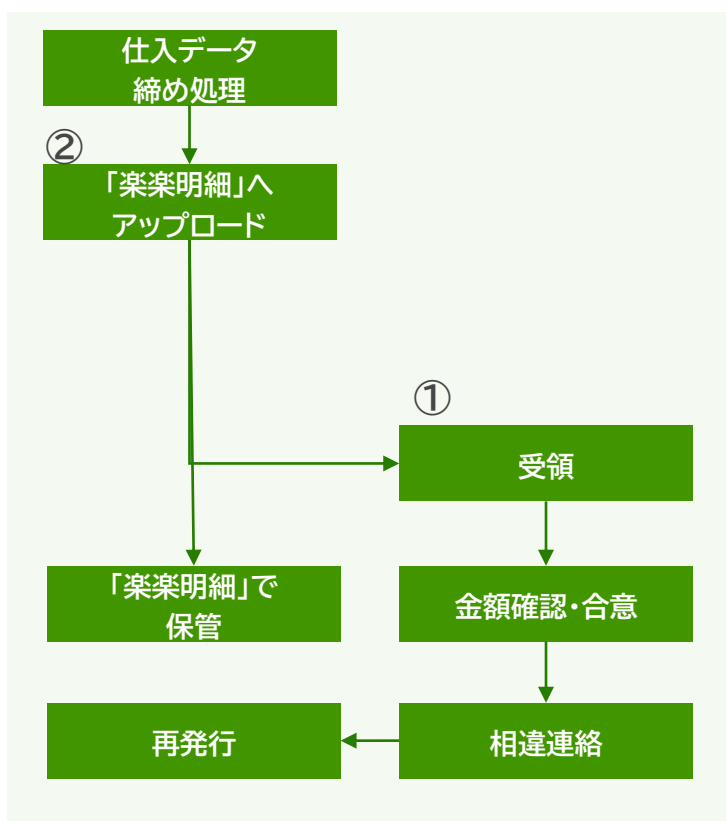 仕入データ
締め処理
②
「楽楽明細」へ
アップロード
①
受領
「楽楽明細」で
保管
金額確認・合意
再発行
相違連絡